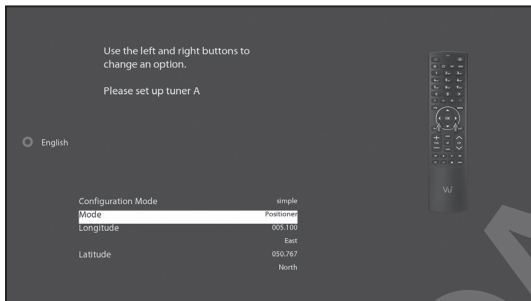 Use the left and right buttons to
change an option.
Please set up tuner A
English
Configuration Mode simple
Mode Positioner
Longitude 005.100
East
Latitude 050.767
North